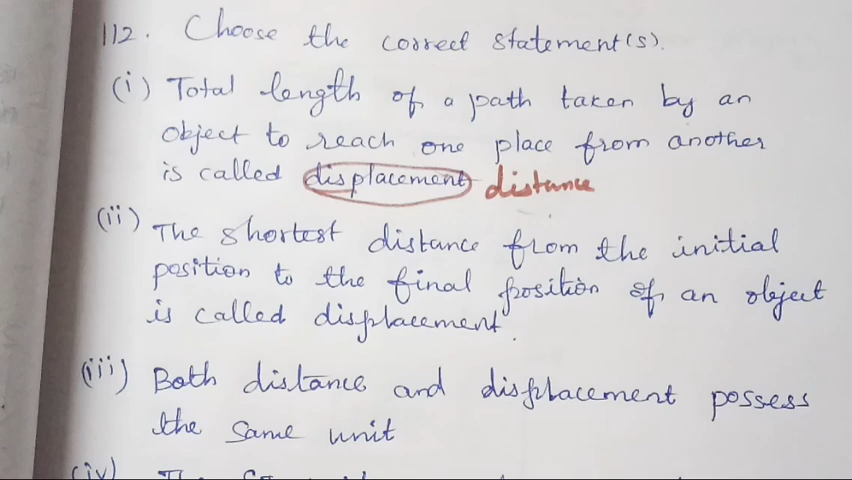 112. Choose the correct statement(s).
(i) Total length of a path taken by an
object to reach one place from another
is called displacement distance
(ii) The shortest distance from the initial
position to the final position of an object
is called displacement.
(iii) Both distance and displacement possess
the same unit
(iv) The